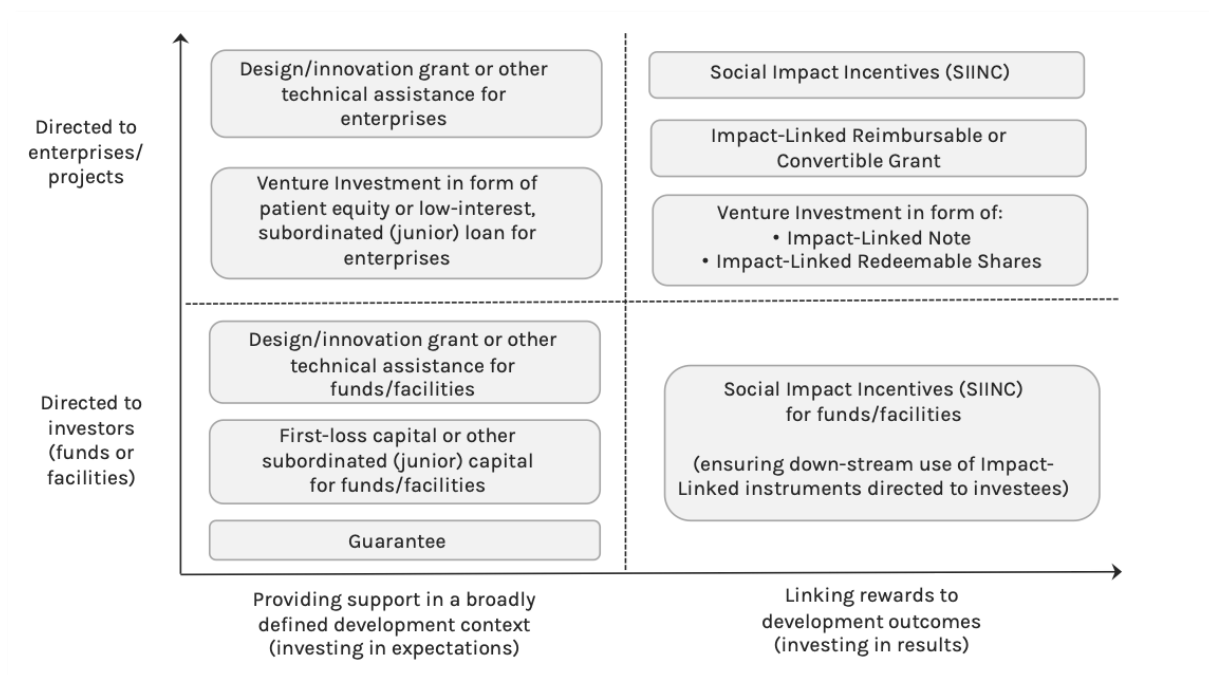 Directed to
enterprises/
projects
Design/innovation grant or other
technical assistance for
enterprises
Venture Investment in form of
patient equity or low-interest,
subordinated (junior) loan for
enterprises
Social Impact Incentives (SIINC)
Impact-Linked Reimbursable or
Convertible Grant
Venture Investment in form of:
• Impact-Linked Note
• Impact-Linked Redeemable Shares
Directed to
investors
(funds or
facilities)
Design/innovation grant or other
technical assistance for
funds/facilities
First-loss capital or other
subordinated (junior) capital
for funds/facilities
Guarantee
Social Impact Incentives (SIINC)
for funds/facilities
(ensuring down-stream use of Impact-
Linked instruments directed to investees)
Providing support in a broadly
defined development context
(investing in expectations)
Linking rewards to
development outcomes
(investing in results)